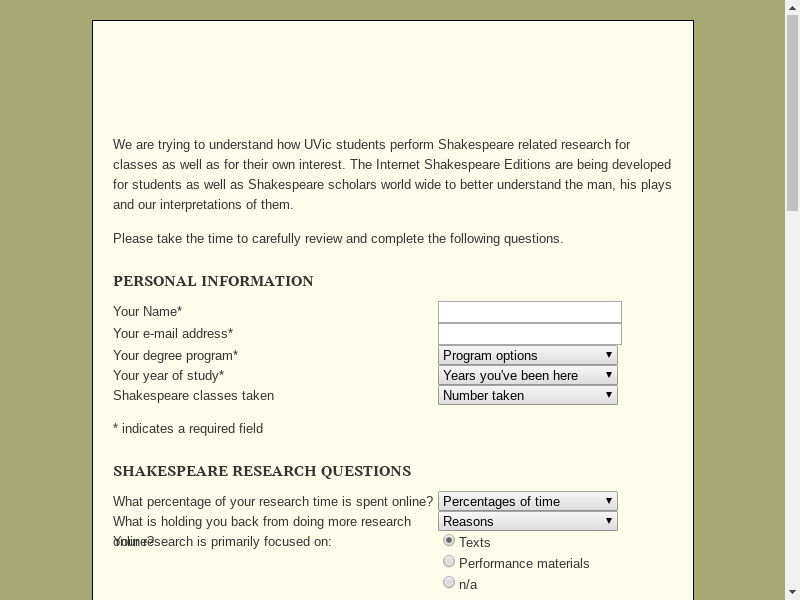 We are trying to understand how UVic students perform Shakespeare related research for
classes as well as for their own interest. The Internet Shakespeare Editions are being developed
for students as well as Shakespeare scholars world wide to better understand the man, his plays
and our interpretations of them.
Please take the time to carefully review and complete the following questions.
PERSONAL INFORMATION
Your Name*
Your e-mail address*
Your degree program* Program options
Your year of study* Years you've been here
Shakespeare classes taken Number taken
* indicates a required field
SHAKESPEARE RESEARCH QUESTIONS
What percentage of your research time is spent online? Percentages of time
What is holding you back from doing more research Reasons
online?
Your research is primarily focused on: Texts
Performance materials
n/a